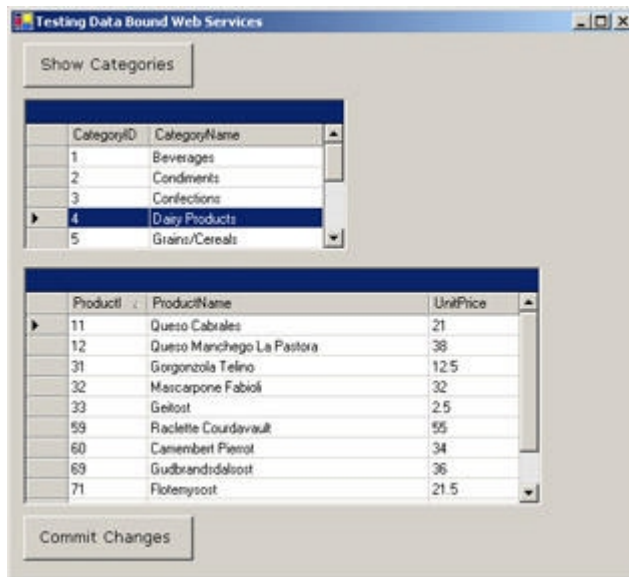 Testing Data Bound Web Services
Show Categories
CategoryID CategoryName
1 Beverages
2 Condiments
3 Confections
4 Dairy Products
5 Grains/Cereals
ProductI ProductName UnitPrice
11 Queso Cabrales 21
12 Queso Manchego La Pastora 38
31 Gorgonzola Telino 12.5
32 Mascarpone Fabioli 32
33 Geitost 2.5
59 Raclette Courdavault 55
60 Camembert Pierrot 34
69 Gudbrandsdalsost 36
71 Flotemysost 21.5
Commit Changes